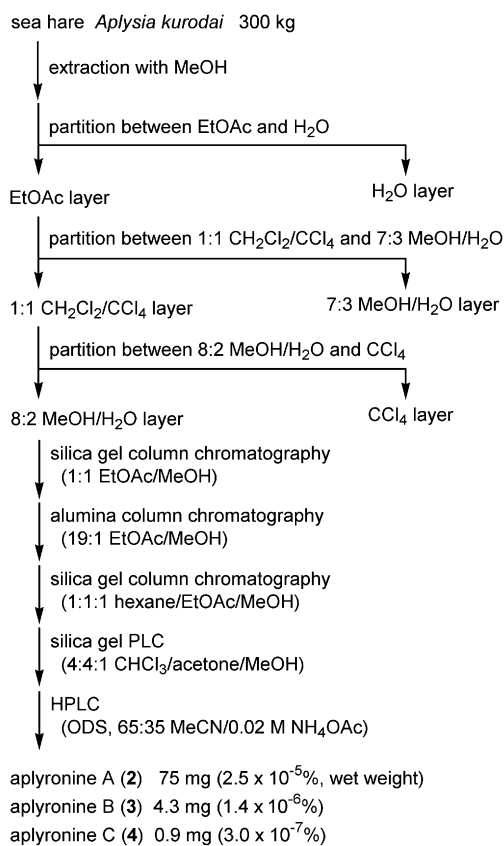 sea hare Aplysia kurodai 300 kg
extraction with MeOH
partition between EtOAc and H₂O
EtOAc layer
H₂O layer
partition between 1:1 CH₂Cl₂/CCl₄ and 7:3 MeOH/H₂O
1:1 CH₂Cl₂/CCl₄ layer
7:3 MeOH/H₂O layer
partition between 8:2 MeOH/H₂O and CCl₄
8:2 MeOH/H₂O layer
CCl₄ layer
silica gel column chromatography
(1:1 EtOAc/MeOH)
alumina column chromatography
(19:1 EtOAc/MeOH)
silica gel column chromatography
(1:1:1 hexane/EtOAc/MeOH)
silica gel PLC
(4:4:1 CHCl₃/acetone/MeOH)
HPLC
(ODS, 65:35 MeCN/0.02 M NH₄OAc)
aplyronine A (2) 75 mg (2.5 x 10⁻⁵%, wet weight)
aplyronine B (3) 4.3 mg (1.4 x 10⁻⁶%)
aplyronine C (4) 0.9 mg (3.0 x 10⁻⁷%)